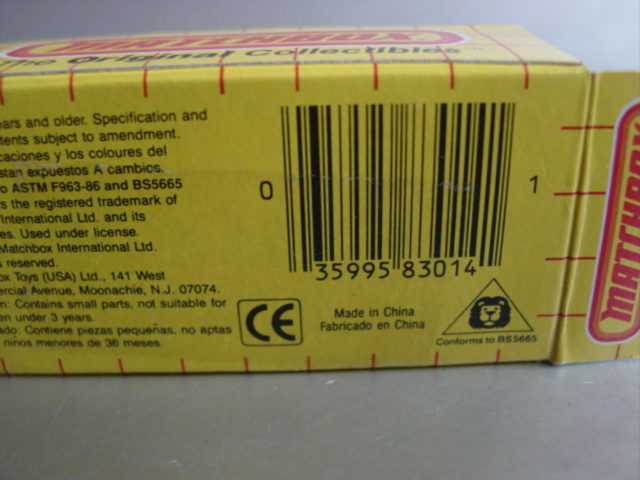 The Original Collectibles™
ears and older. Specification and
tents subject to amendment.
caciones y los coloures del
stan expuestos A cambios.
o ASTM F963-86 and BS5665
s the registered trademark of
International Ltd. and its
es. Used under license.
Matchbox International Ltd.
s reserved.
ox Toys (USA) Ltd., 141 West
ercial Avenue, Moonachie, N.J. 07074.
n: Contains small parts, not suitable for
en under 3 years.
ado: Contiene piezas pequeñas, no aptas
niños menores de 36 meses.
0
1
35995 83014
CE
Made in China
Fabricado en China
Conforms to BS5665
MATCHBOX